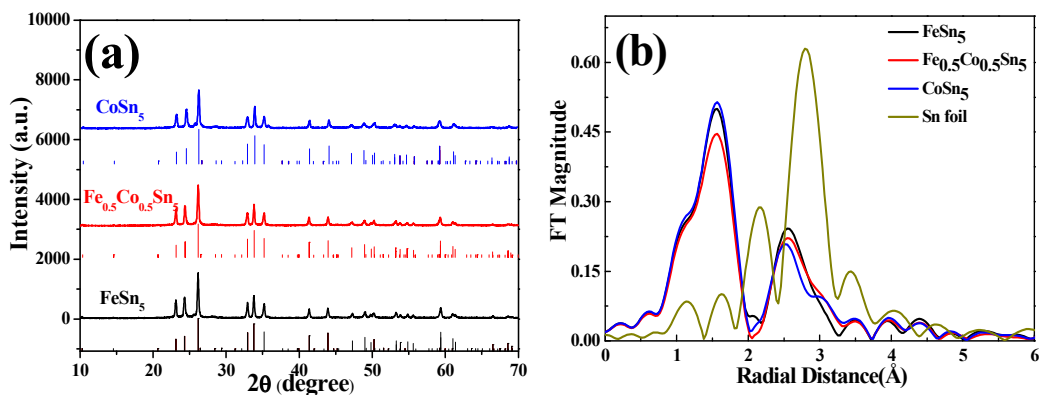 (a)
10000
8000
6000
4000
2000
0
Intensity (a.u.)
CoSn5
Fe0.5Co0.5Sn5
FeSn5
10 20 30 40 50 60 70
2θ (degree)
(b)
0.60
0.45
0.30
0.15
0.00
FT Magnitude
FeSn5
Fe0.5Co0.5Sn5
CoSn5
Sn foil
0 1 2 3 4 5 6
Radial Distance(Å)